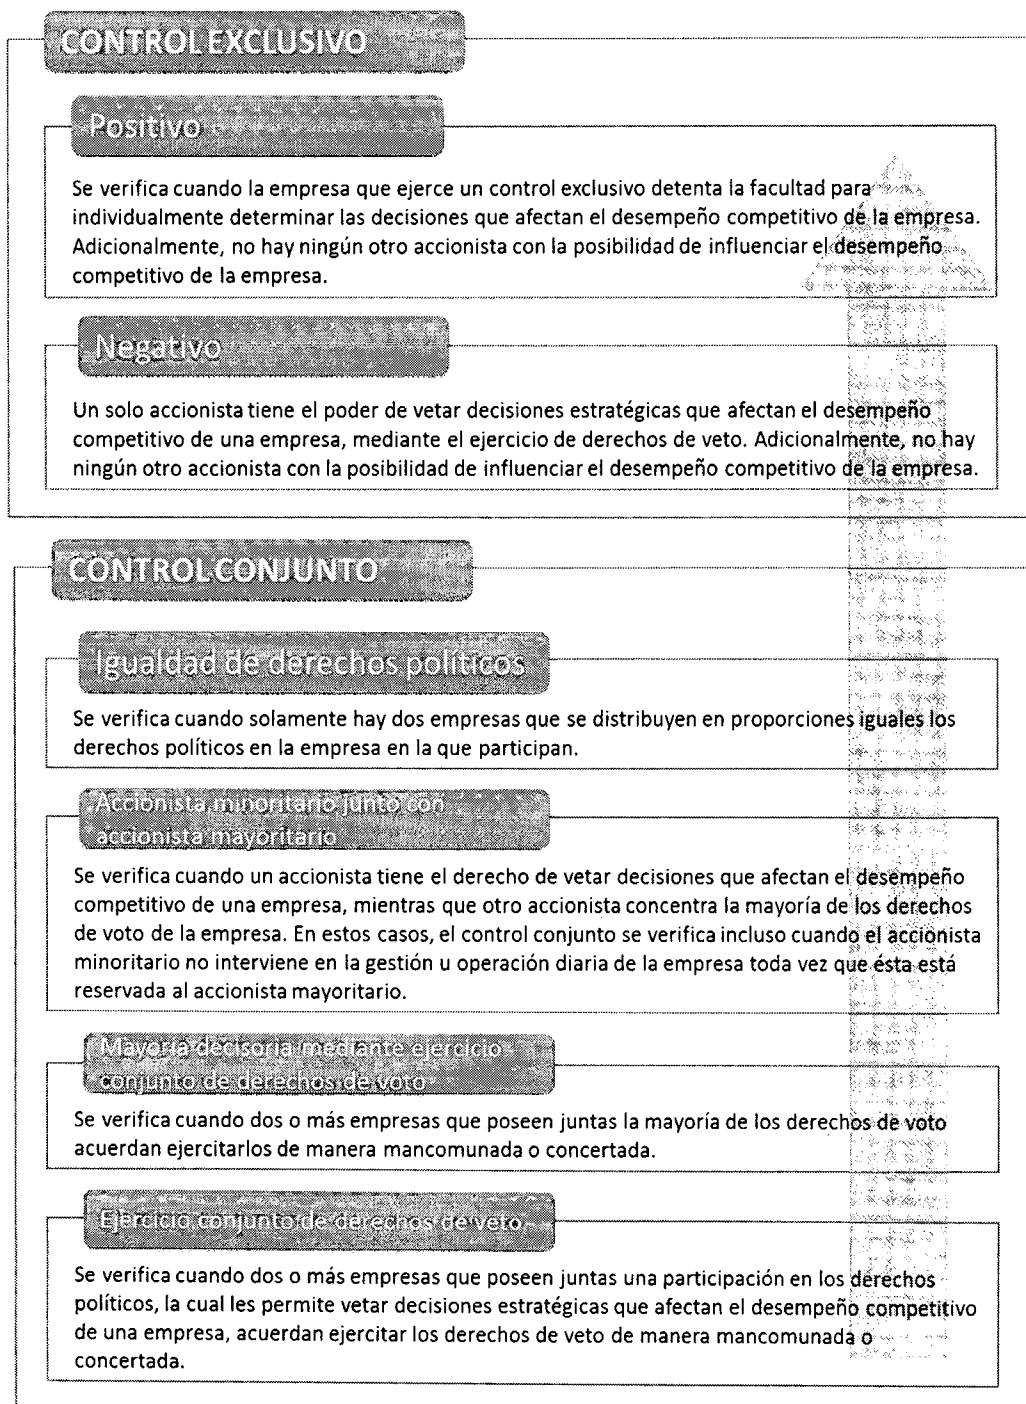 CONTROL EXCLUSIVO
Positivo
Se verifica cuando la empresa que ejerce un control exclusivo detenta la facultad para
individualmente determinar las decisiones que afectan el desempeño competitivo de la empresa.
Adicionalmente, no hay ningún otro accionista con la posibilidad de influenciar el desempeño
competitivo de la empresa.
Negativo
Un solo accionista tiene el poder de vetar decisiones estratégicas que afectan el desempeño
competitivo de una empresa, mediante el ejercicio de derechos de veto. Adicionalmente, no hay
ningún otro accionista con la posibilidad de influenciar el desempeño competitivo de la empresa.
CONTROL CONJUNTO
Igualdad de derechos políticos
Se verifica cuando solamente hay dos empresas que se distribuyen en proporciones iguales los
derechos políticos en la empresa en la que participan.
Accionista minoritario junto con
accionista mayoritario
Se verifica cuando un accionista tiene el derecho de vetar decisiones que afectan el desempeño
competitivo de una empresa, mientras que otro accionista concentra la mayoría de los derechos
de voto de la empresa. En estos casos, el control conjunto se verifica incluso cuando el accionista
minoritario no interviene en la gestión u operación diaria de la empresa toda vez que ésta está
reservada al accionista mayoritario.
Mayoría decisoria mediante ejercicio
conjunto de derechos de voto
Se verifica cuando dos o más empresas que poseen juntas la mayoría de los derechos de voto
acuerdan ejercitarlos de manera mancomunada o concertada.
Ejercicio conjunto de derechos de veto
Se verifica cuando dos o más empresas que poseen juntas una participación en los derechos
políticos, la cual les permite vetar decisiones estratégicas que afectan el desempeño competitivo
de una empresa, acuerdan ejercitar los derechos de veto de manera mancomunada o
concertada.